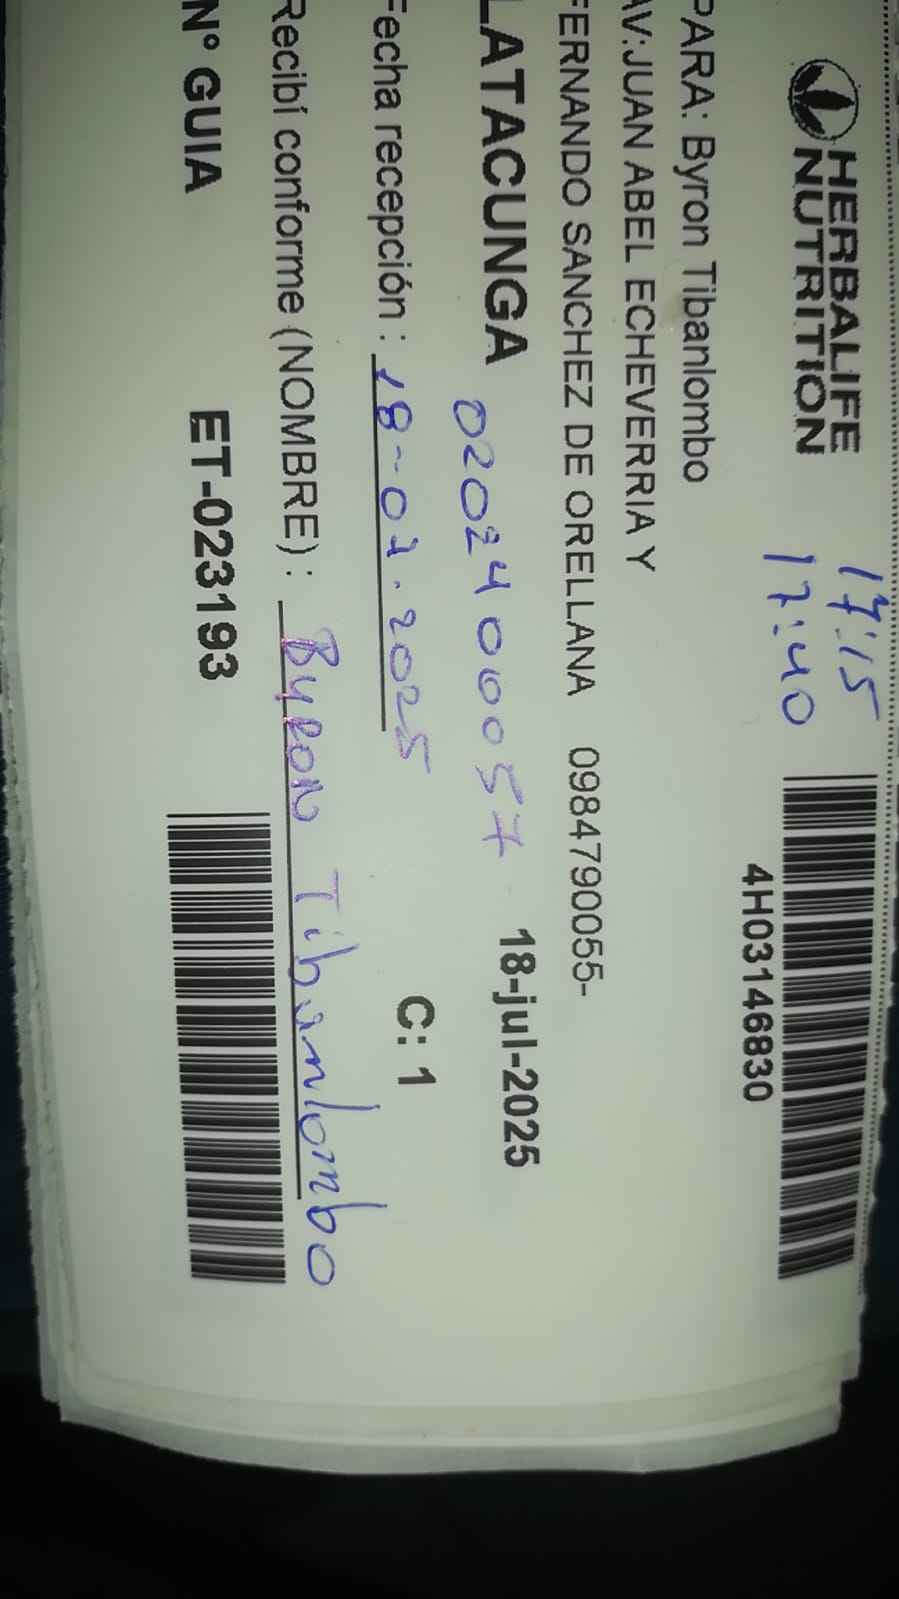 HERBALIFE
NUTRITION
17:15
17:40
4H03146830
PARA: Byron Tibanlombo
AV:JUAN ABEL ECHEVERRIA Y
FERNANDO SANCHEZ DE ORELLANA 0984790055-
LATACUNGA 0202400057 18-jul-2025
Fecha recepción : 18-07.2025 C: 1
Recibí conforme (NOMBRE) : Byron Tibanlombo
N° GUIA ET-023193